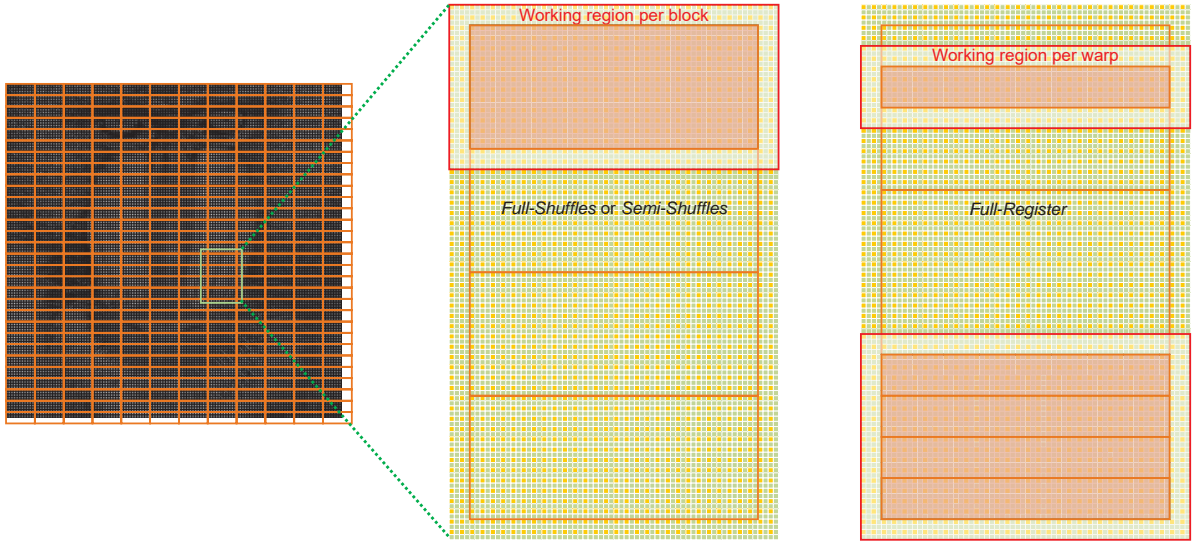 Working region per block
Full-Shuffles or Semi-Shuffles
Working region per warp
Full-Register